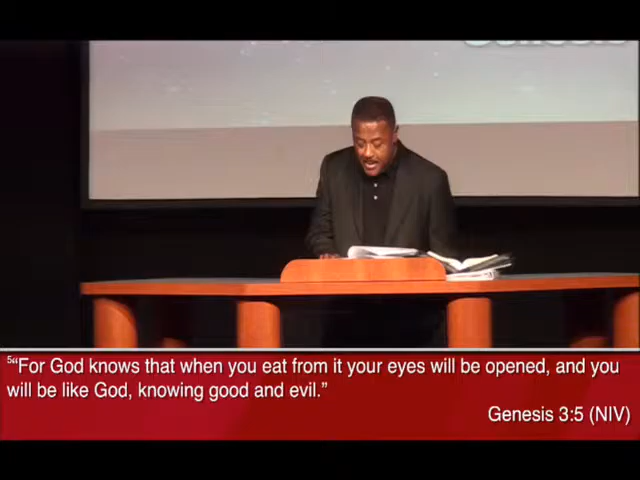 ⁵“For God knows that when you eat from it your eyes will be opened, and you
will be like God, knowing good and evil.”
Genesis 3:5 (NIV)